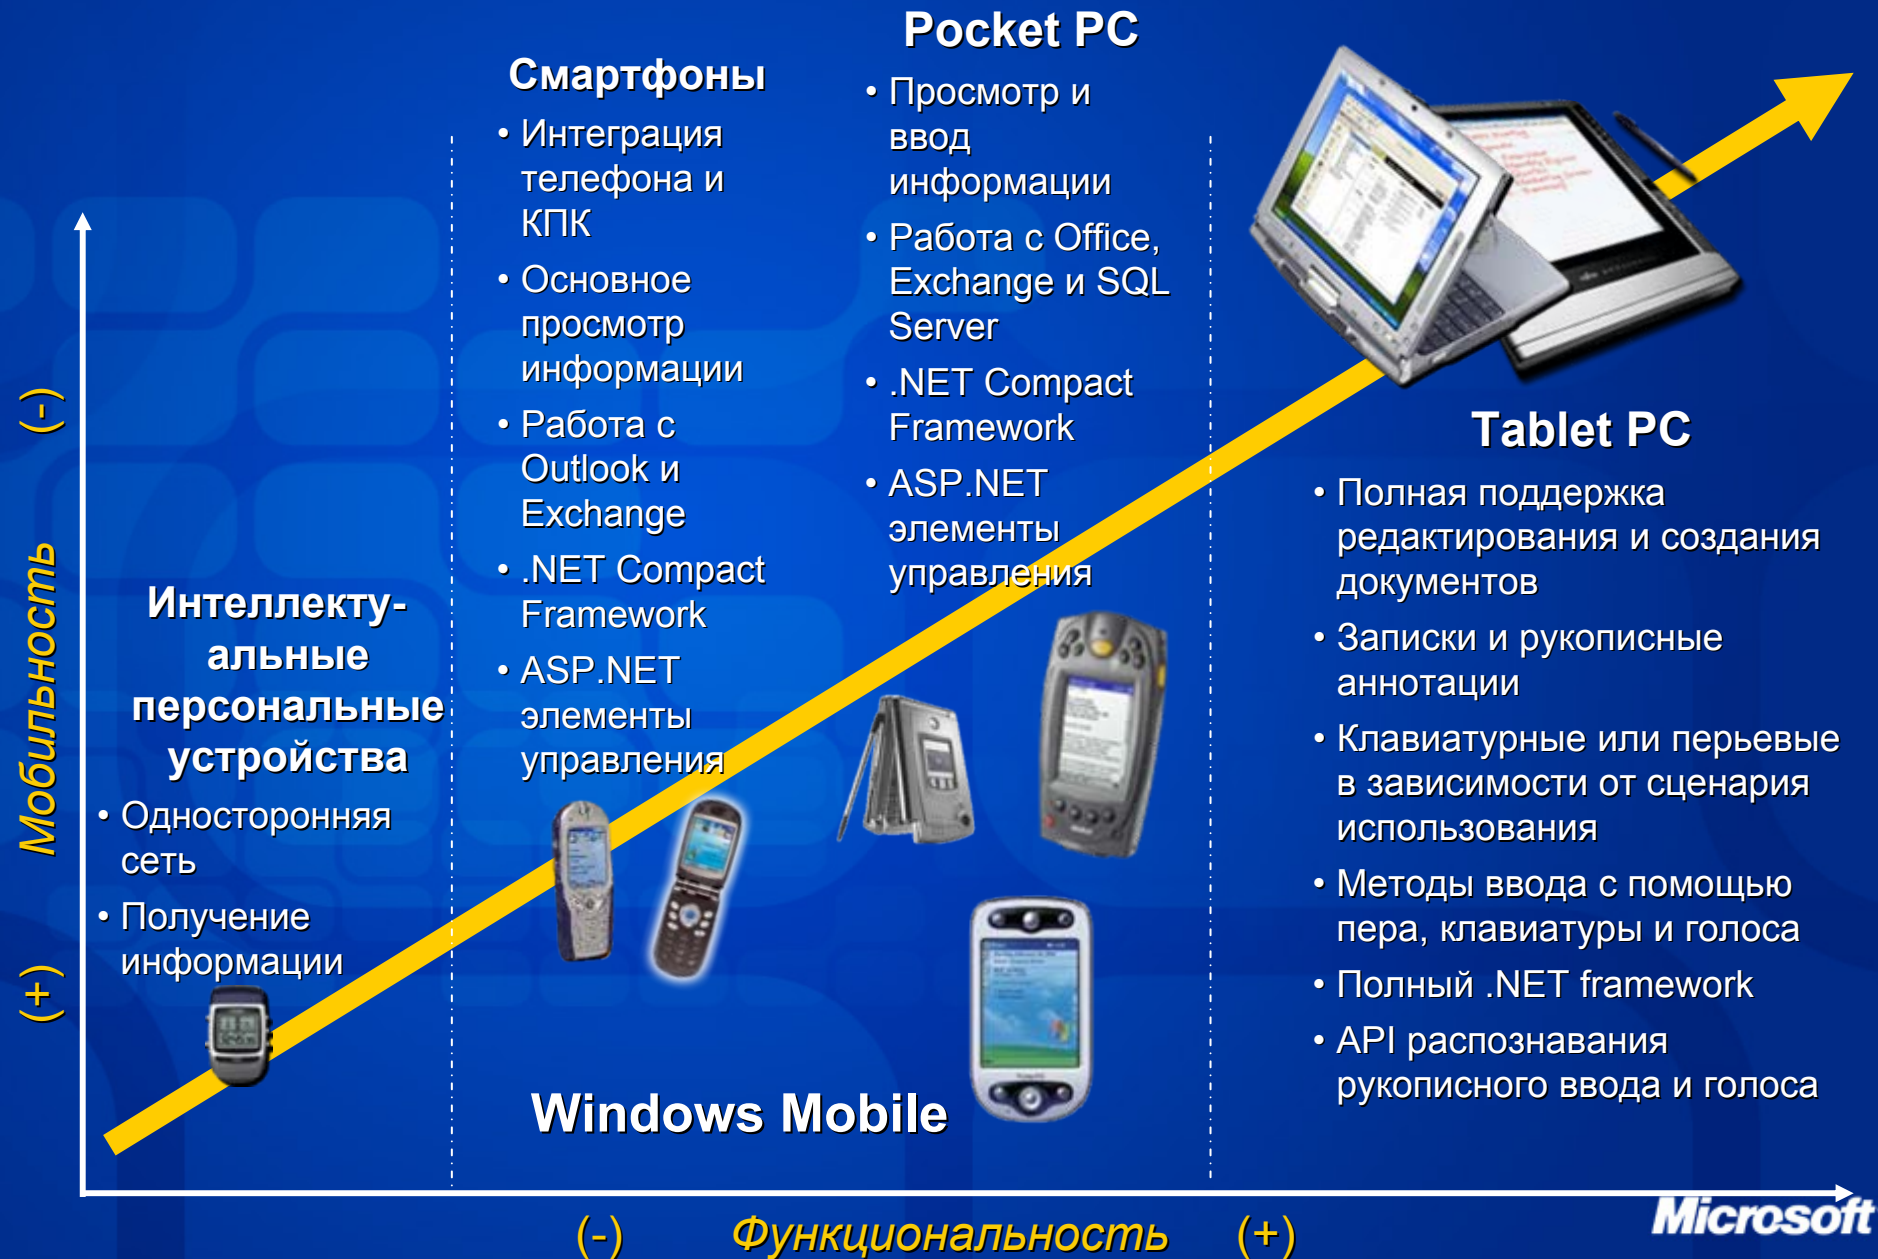 Pocket PC
• Просмотр и
ввод
информации
• Работа с Office,
Exchange и SQL
Server
• .NET Compact
Framework
• ASP.NET
элементы
управления
Смартфоны
• Интеграция
телефона и
КПК
• Основное
просмотр
информации
• Работа с
Outlook и
Exchange
• .NET Compact
Framework
• ASP.NET
элементы
управления
Интеллекту-
альные
персональные
устройства
• Односторонняя
сеть
• Получение
информации
Tablet PC
• Полная поддержка
редактирования и создания
документов
• Записки и рукописные
аннотации
• Клавиатурные или перьевые
в зависимости от сценария
использования
• Методы ввода с помощью
пера, клавиатуры и голоса
• Полный .NET framework
• API распознавания
рукописного ввода и голоса
Windows Mobile
(+) Мобильность (-)
(-) Функциональность (+)
Microsoft